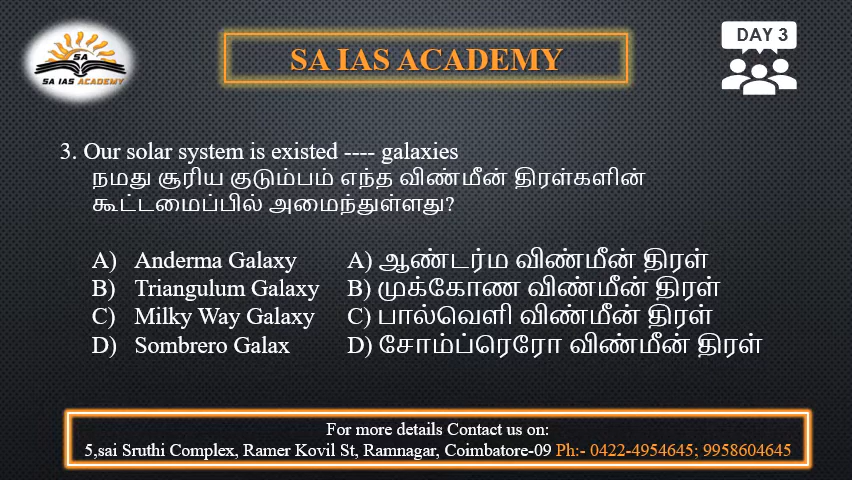 SA
SA IAS ACADEMY
SA IAS ACADEMY
DAY 3
3. Our solar system is existed ---- galaxies
நமது சூரிய குடும்பம் எந்த விண்மீன் திரள்களின்
கூட்டமைப்பில் அமைந்துள்ளது?
A) Anderma Galaxy A) ஆண்டர்ம விண்மீன் திரள்
B) Triangulum Galaxy B) முக்கோண விண்மீன் திரள்
C) Milky Way Galaxy C) பால்வெளி விண்மீன் திரள்
D) Sombrero Galax D) சோம்ப்ரெரோ விண்மீன் திரள்
For more details Contact us on:
5,sai Sruthi Complex, Ramer Kovil St, Ramnagar, Coimbatore-09 Ph:- 0422-4954645; 9958604645